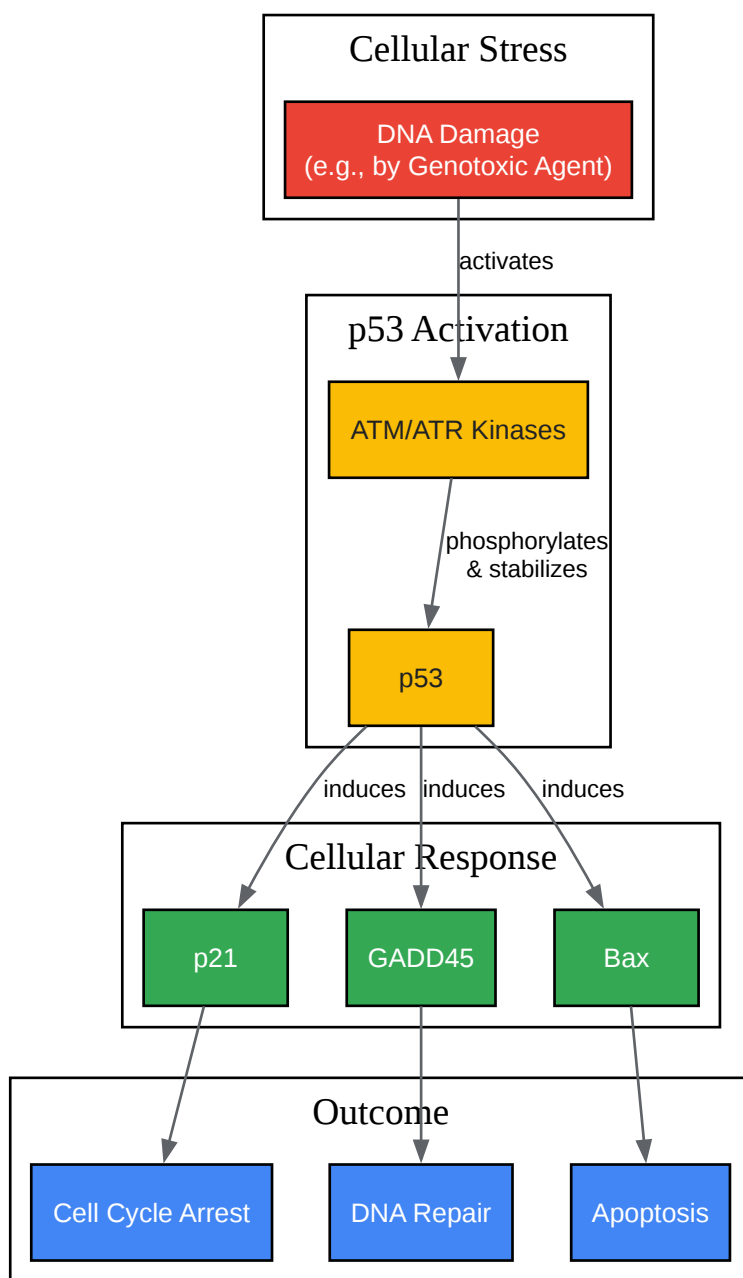 Cellular Stress
DNA Damage
(e.g., by Genotoxic Agent)
activates
p53 Activation
ATM/ATR Kinases
phosphorylates
& stabilizes
p53
induces
induces
induces
Cellular Response
p21
GADD45
Bax
Outcome
Cell Cycle Arrest
DNA Repair
Apoptosis